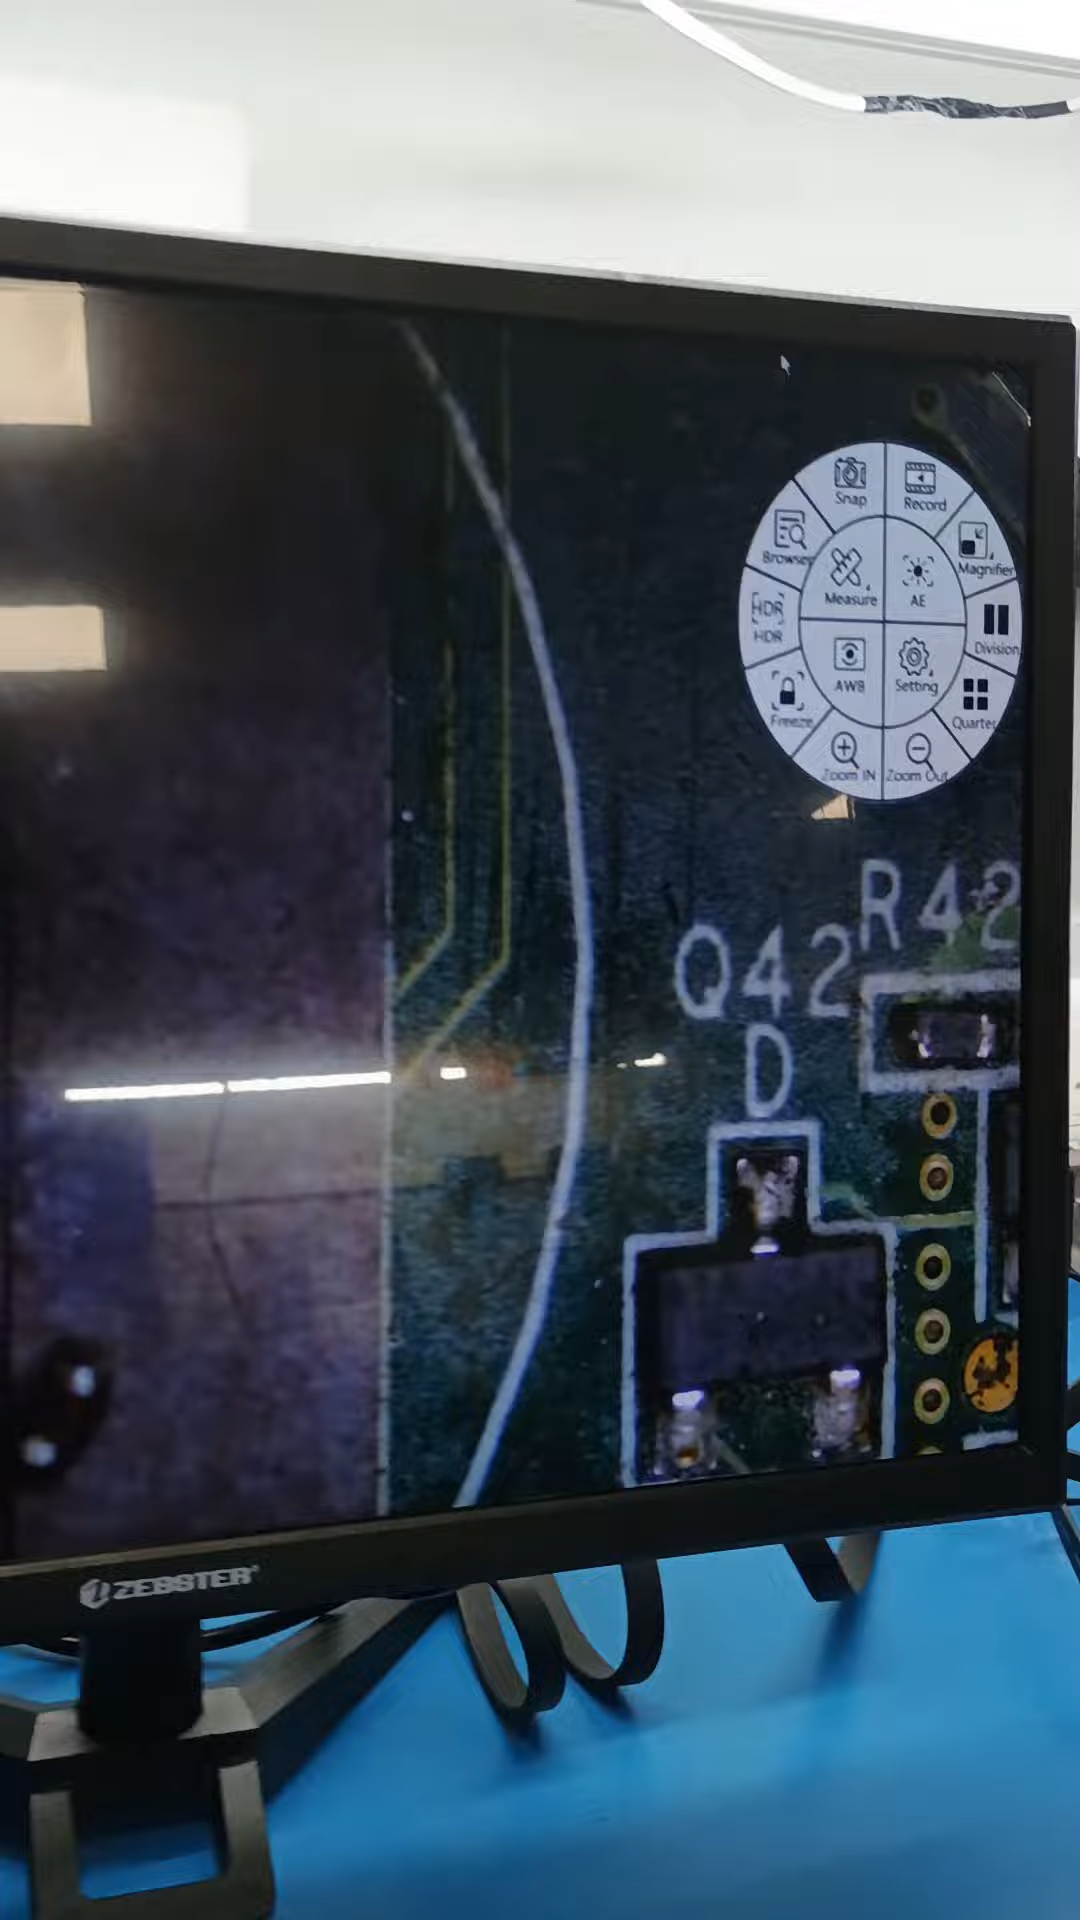 Snap
Record
Browser
Magnifier
Measure
AE
HDR
HDR
Division
AWB
Setting
Freeze
Quarter
Zoom IN
Zoom Out
R42
Q42
D
ZEBSTER